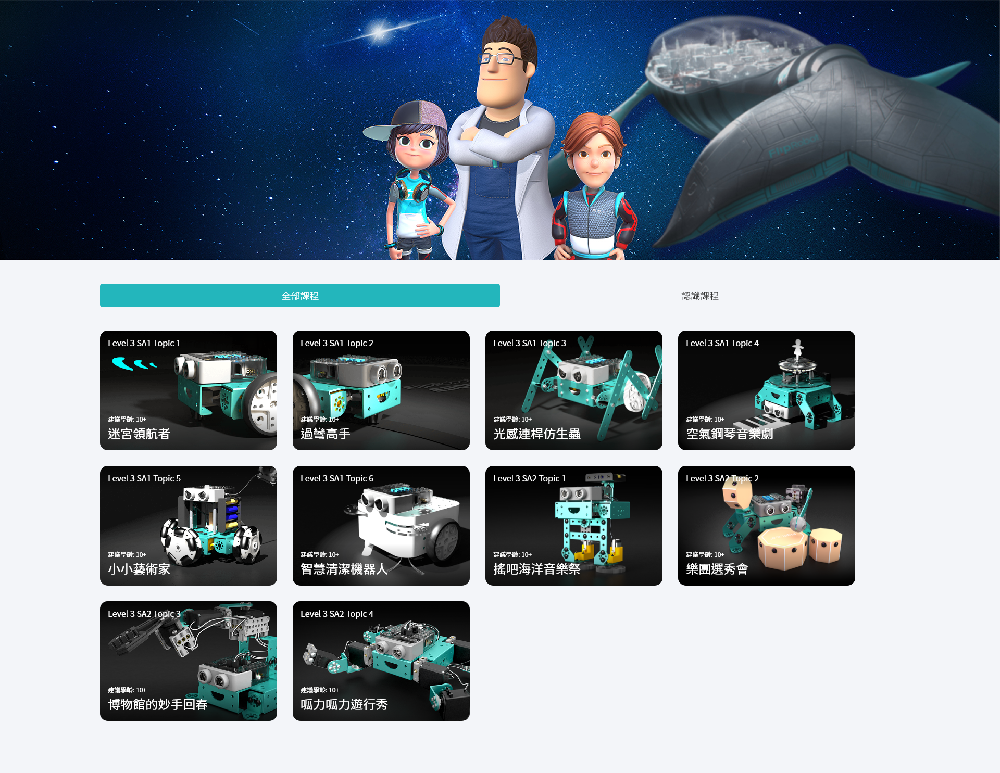 FlipRobot
Flip
全部課程
認識課程
Level 3 SA1 Topic 1
建議學齡: 10+
迷宮領航者
Level 3 SA1 Topic 2
建議學齡: 10+
過彎高手
Level 3 SA1 Topic 3
建議學齡: 10+
光感連桿仿生蟲
Level 3 SA1 Topic 4
建議學齡: 10+
空氣鋼琴音樂劇
Level 3 SA1 Topic 5
建議學齡: 10+
小小藝術家
Level 3 SA1 Topic 6
建議學齡: 10+
智慧清潔機器人
Level 3 SA2 Topic 1
建議學齡: 10+
搖吧海洋音樂祭
Level 3 SA2 Topic 2
建議學齡: 10+
樂團選秀會
Level 3 SA2 Topic 3
建議學齡: 10+
博物館的妙手回春
Level 3 SA2 Topic 4
建議學齡: 10+
呱力呱力遊行秀